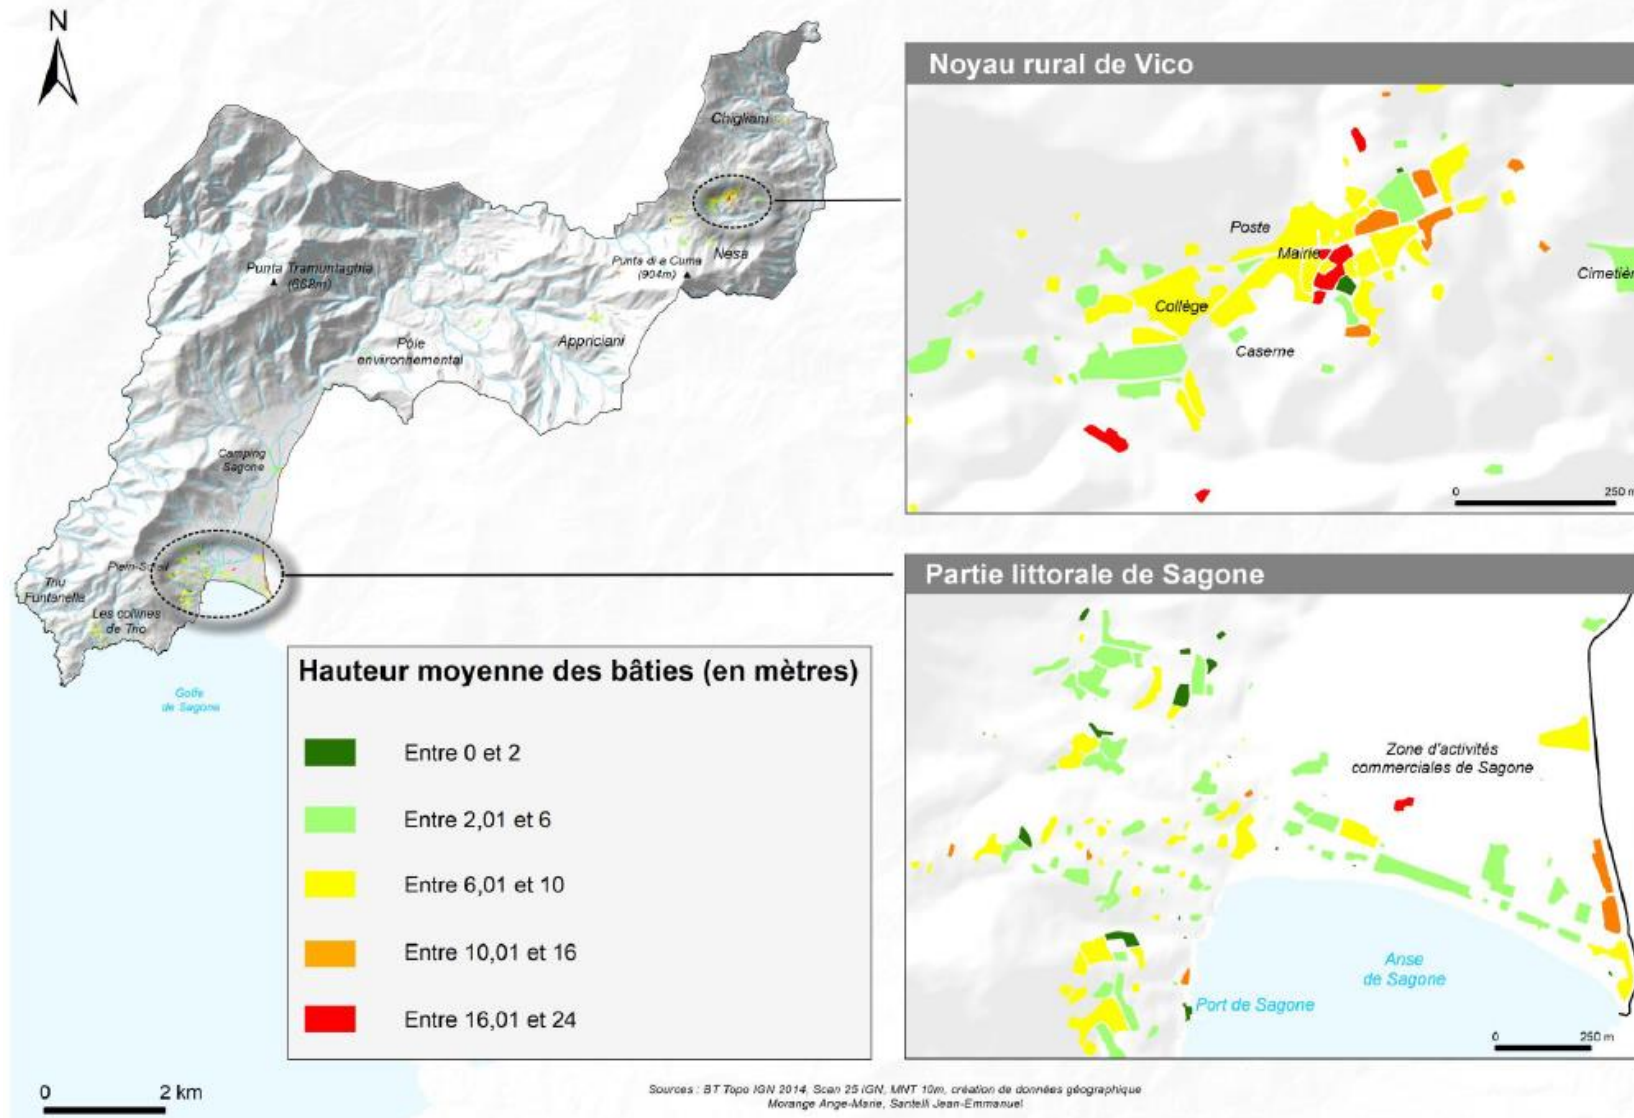 N
Chigliani
Nesa
Punta di a Cuma
(904m)
Punta Tramuntaghia
(668m)
Pôle
environnemental
Appriciani
Camping
Sagone
Plein-Soleil
Triu
Funtanella
Les collines
de Trio
Golfe
de Sagone
Hauteur moyenne des bâties (en mètres)
Entre 0 et 2
Entre 2,01 et 6
Entre 6,01 et 10
Entre 10,01 et 16
Entre 16,01 et 24
0 2 km
Noyau rural de Vico
Poste
Mairie
Collège
Caserne
Cimetièr
0 250 m
Partie littorale de Sagone
Zone d'activités
commerciales de Sagone
Anse
de Sagone
Port de Sagone
0 250 m
Sources : BT Topo IGN 2014, Scan 25 IGN, MNT 10m, création de données géographique
Morange Ange-Marie, Santelli Jean-Emmanuel